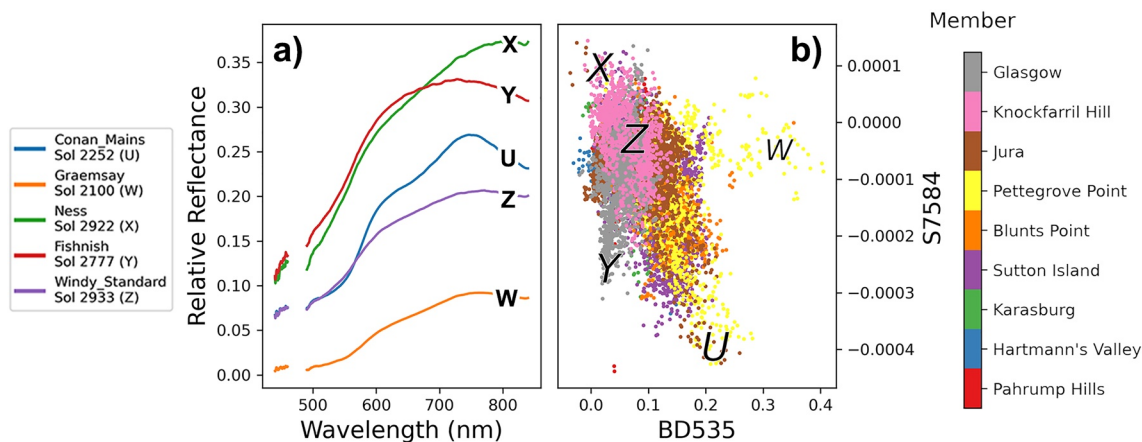 Member
a)
b)
X
Y
U
Z
W
X
Z
W
Y
U
Conan_Mains
Sol 2252 (U)
Graemsay
Sol 2100 (W)
Ness
Sol 2922 (X)
Fishnish
Sol 2777 (Y)
Windy_Standard
Sol 2933 (Z)
Relative Reflectance
0.35
0.30
0.25
0.20
0.15
0.10
0.05
0.00
500
600
700
800
Wavelength (nm)
0.0
0.1
0.2
0.3
0.4
BD535
0.0001
0.0000
−0.0001
−0.0002
−0.0003
−0.0004
S7584
Glasgow
Knockfarril Hill
Jura
Pettegrove Point
Blunts Point
Sutton Island
Karasburg
Hartmann's Valley
Pahrump Hills